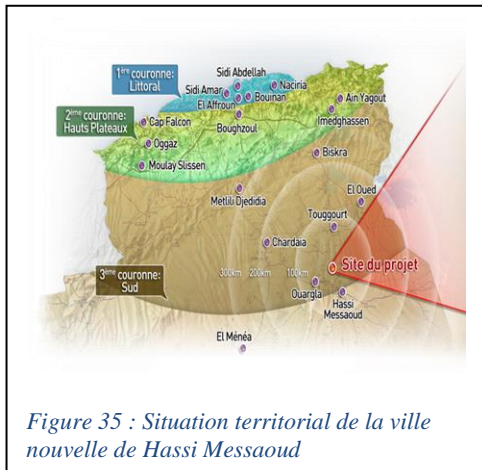 1ère couronne:
Littoral
Sidi Abdellah
Sidi Amar
Naciria
El Affroun
Bouinan
Ain Yagout
2ème couronne:
Hauts Plateaux
Cap Falcon
Boughzoul
Imedghassen
Oggaz
Moulay Slissen
Biskra
Metlili Djedidia
El Oued
Touggourt
Chardaia
3ème couronne:
Sud
300km
200km
100km
Site du projet
Ouargla
Hassi
Messaoud
El Ménéa
Figure 35 : Situation territorial de la ville
nouvelle de Hassi Messaoud